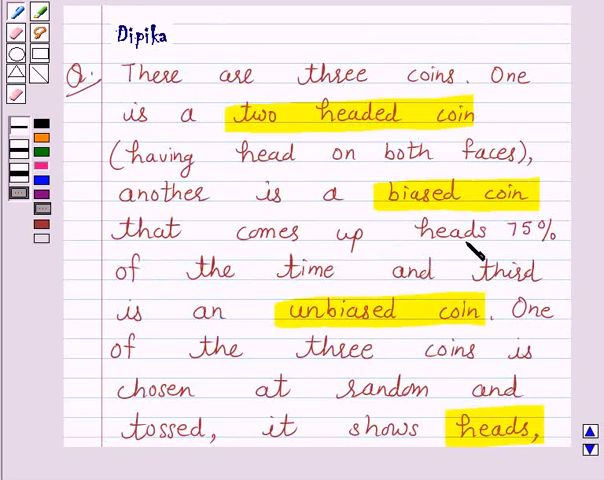 Dipika
Q. There are three coins. One
is a two headed coin
(having head on both faces),
another is a biased coin
that comes up heads 75%
of the time and third
is an unbiased coin. One
of the three coins is
chosen at random and
tossed, it shows heads,